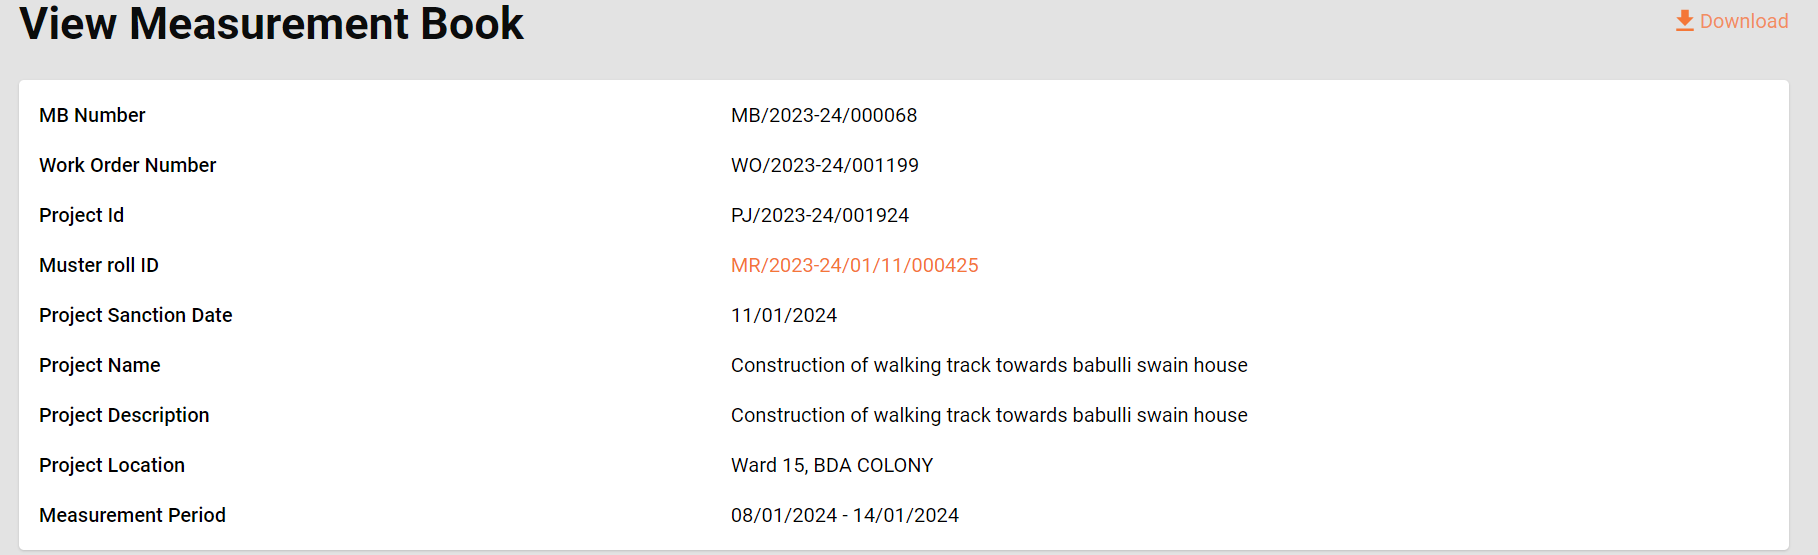 View Measurement Book
Download
MB Number MB/2023-24/000068
Work Order Number WO/2023-24/001199
Project Id PJ/2023-24/001924
Muster roll ID MR/2023-24/01/11/000425
Project Sanction Date 11/01/2024
Project Name Construction of walking track towards babulli swain house
Project Description Construction of walking track towards babulli swain house
Project Location Ward 15, BDA COLONY
Measurement Period 08/01/2024 - 14/01/2024